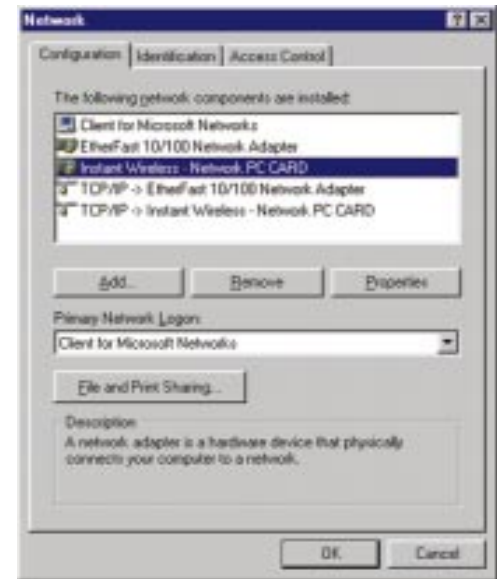 Network
Configuration Identification Access Control
The following network components are installed:
Client for Microsoft Networks
EtherFast 10/100 Network Adapter
Instant Wireless - Network PC CARD
TCP/IP -> EtherFast 10/100 Network Adapter
TCP/IP -> Instant Wireless - Network PC CARD
Add... Remove Properties
Primary Network Logon:
Client for Microsoft Networks
File and Print Sharing...
Description
A network adapter is a hardware device that physically
connects your computer to a network.
OK Cancel